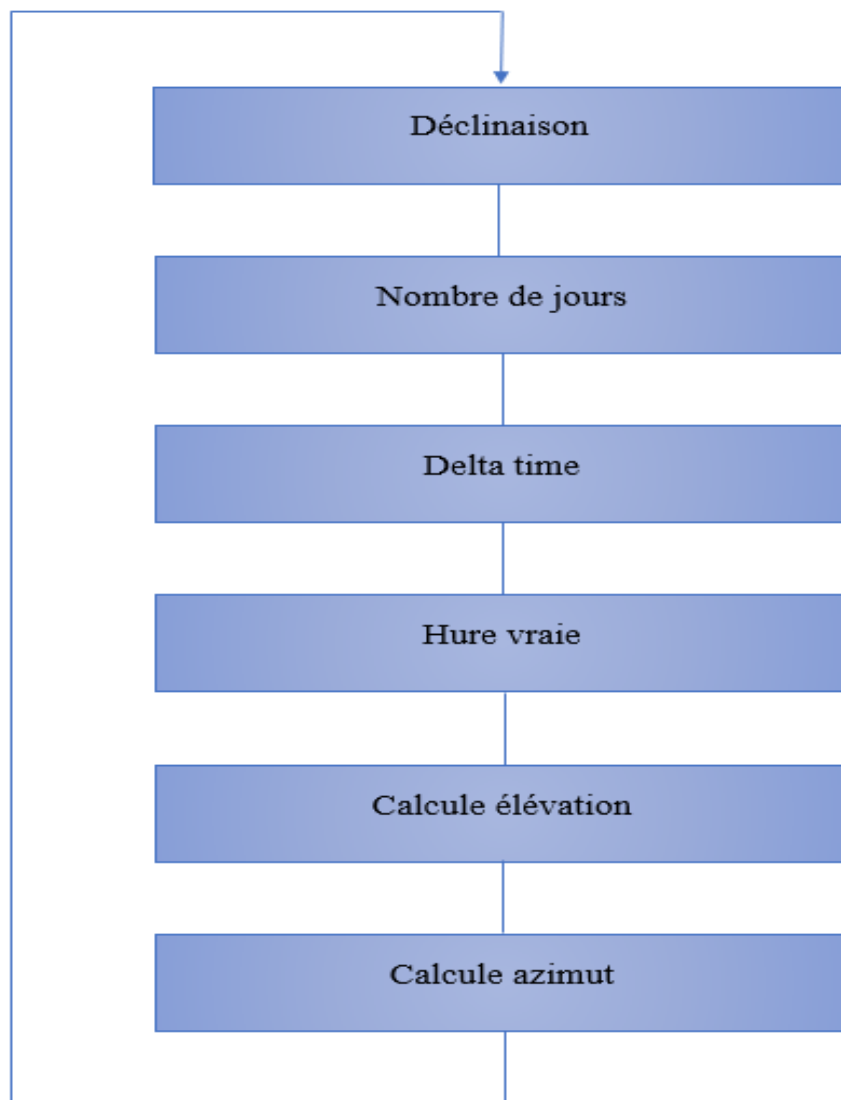 Déclinaison
Nombre de jours
Delta time
Hure vraie
Calcule élévation
Calcule azimut